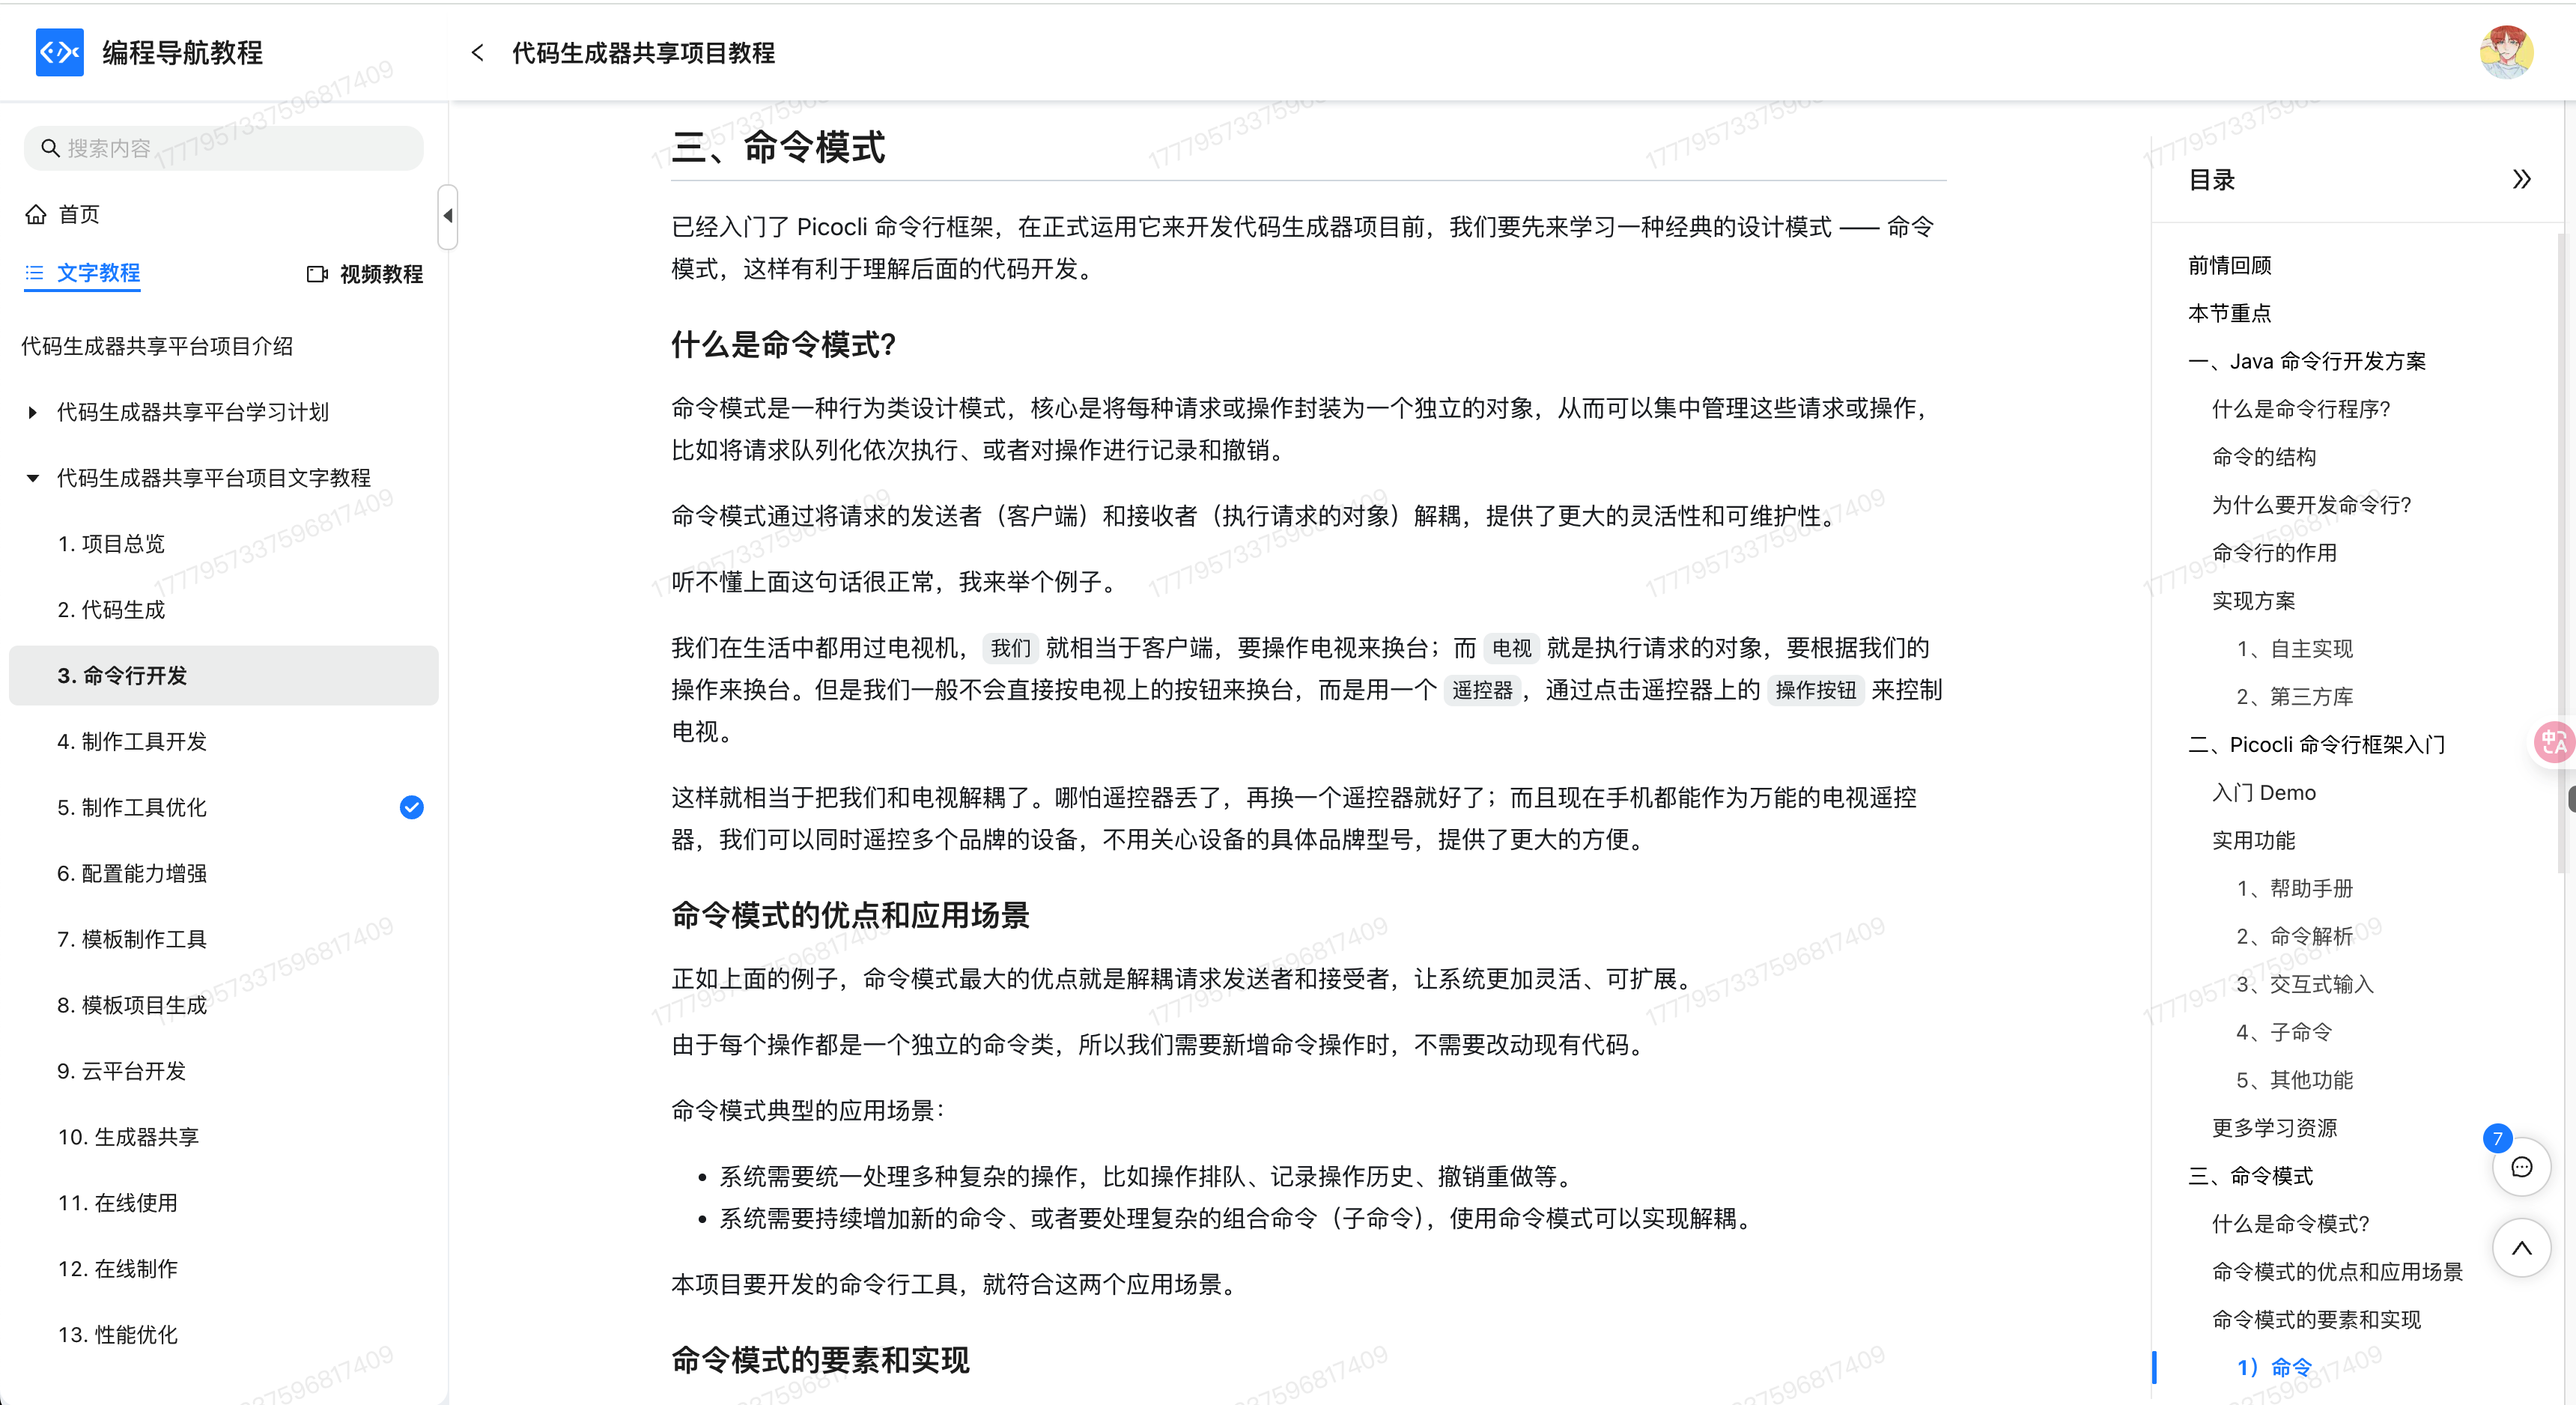 编程导航教程
代码生成器共享项目教程
搜索内容
首页
文字教程
视频教程
代码生成器共享平台项目介绍
代码生成器共享平台学习计划
代码生成器共享平台项目文字教程
1. 项目总览
2. 代码生成
3. 命令行开发
4. 制作工具开发
5. 制作工具优化
6. 配置能力增强
7. 模板制作工具
8. 模板项目生成
9. 云平台开发
10. 生成器共享
11. 在线使用
12. 在线制作
13. 性能优化
三、命令模式
已经入门了 Picocli 命令行框架，在正式运用它来开发代码生成器项目前，我们要先来学习一种经典的设计模式 —— 命令
模式，这样有利于理解后面的代码开发。
什么是命令模式？
命令模式是一种行为类设计模式，核心是将每种请求或操作封装为一个独立的对象，从而可以集中管理这些请求或操作，
比如将请求队列化依次执行、或者对操作进行记录和撤销。
命令模式通过将请求的发送者（客户端）和接收者（执行请求的对象）解耦，提供了更大的灵活性和可维护性。
听不懂上面这句话很正常，我来举个例子。
我们在生活中都用过电视机， 我们 就相当于客户端，要操作电视来换台；而 电视 就是执行请求的对象，要根据我们的
操作来换台。但是我们一般不会直接按电视上的按钮来换台，而是用一个 遥控器 ，通过点击遥控器上的 操作按钮 来控制
电视。
这样就相当于把我们和电视解耦了。哪怕遥控器丢了，再换一个遥控器就好了；而且现在手机都能作为万能的电视遥控
器，我们可以同时遥控多个品牌的设备，不用关心设备的具体品牌型号，提供了更大的方便。
命令模式的优点和应用场景
正如上面的例子，命令模式最大的优点就是解耦请求发送者和接受者，让系统更加灵活、可扩展。
由于每个操作都是一个独立的命令类，所以我们需要新增命令操作时，不需要改动现有代码。
命令模式典型的应用场景：
• 系统需要统一处理多种复杂的操作，比如操作排队、记录操作历史、撤销重做等。
• 系统需要持续增加新的命令、或者要处理复杂的组合命令（子命令），使用命令模式可以实现解耦。
本项目要开发的命令行工具，就符合这两个应用场景。
命令模式的要素和实现
目录
前情回顾
本节重点
一、Java 命令行开发方案
什么是命令行程序？
命令的结构
为什么要开发命令行？
命令行的作用
实现方案
1、自主实现
2、第三方库
二、Picocli 命令行框架入门
入门 Demo
实用功能
1、帮助手册
2、命令解析
3、交互式输入
4、子命令
5、其他功能
更多学习资源
三、命令模式
什么是命令模式？
命令模式的优点和应用场景
命令模式的要素和实现
1）命令
7
1777957337596817409